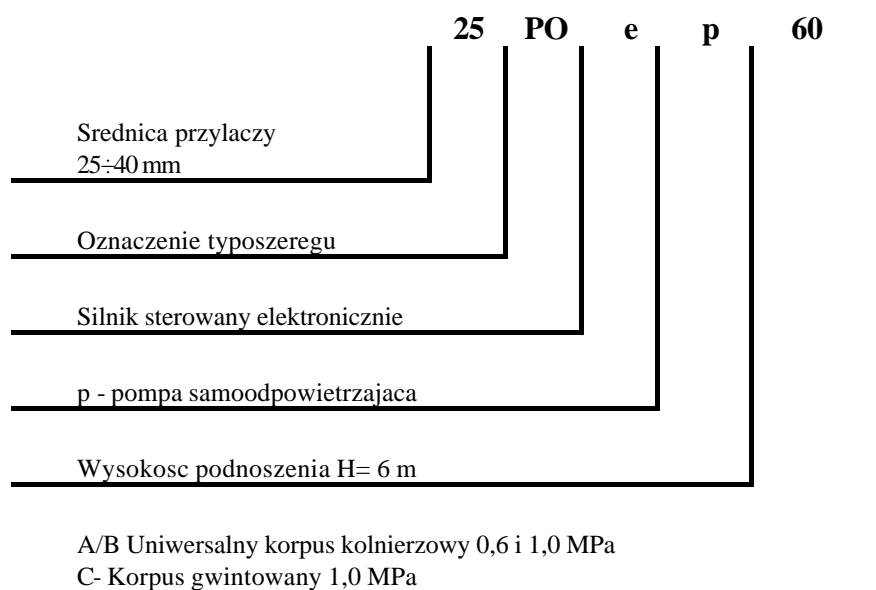 25 PO e p 60
Srednica przylaczy
25÷40 mm
Oznaczenie typoszeregu
Silnik sterowany elektronicznie
p - pompa samoodpowietrzajaca
Wysokosc podnoszenia H= 6 m
A/B Uniwersalny korpus kolnierzowy 0,6 i 1,0 MPa
C- Korpus gwintowany 1,0 MPa